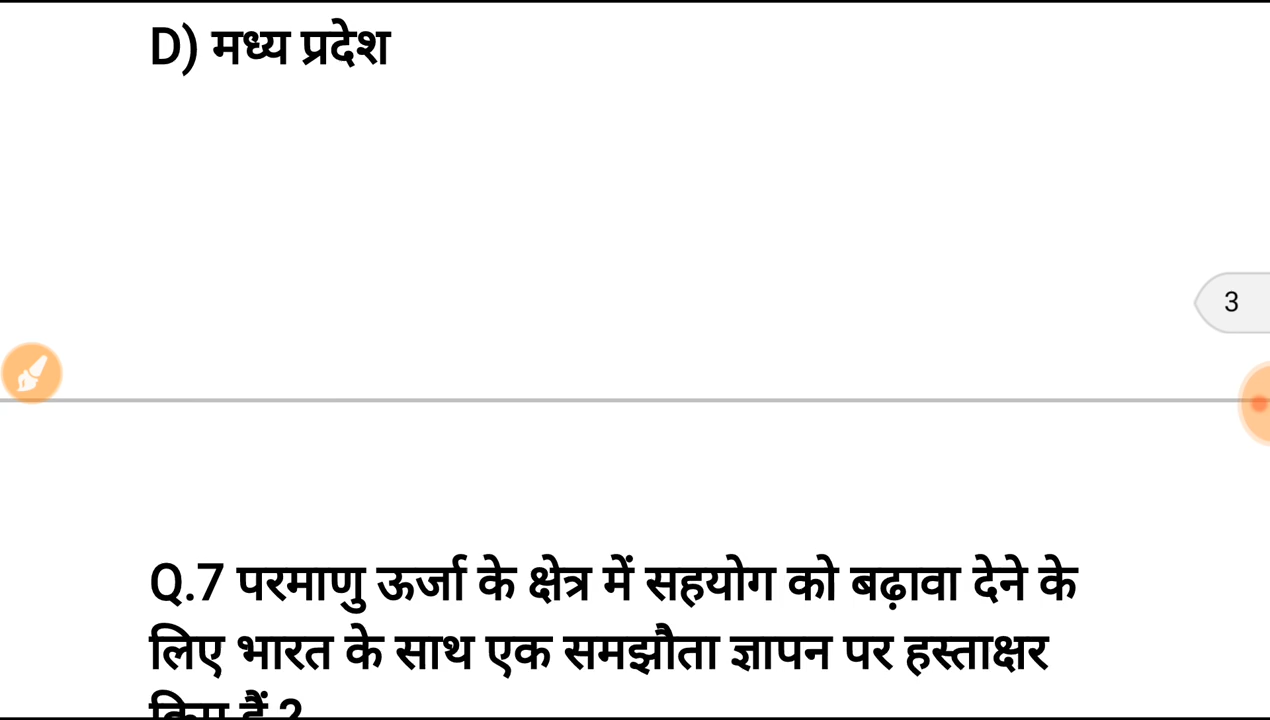 D) मध्य प्रदेश
3
Q.7 परमाणु ऊर्जा के क्षेत्र में सहयोग को बढ़ावा देने के
लिए भारत के साथ एक समझौता ज्ञापन पर हस्ताक्षर
किए हैं ?